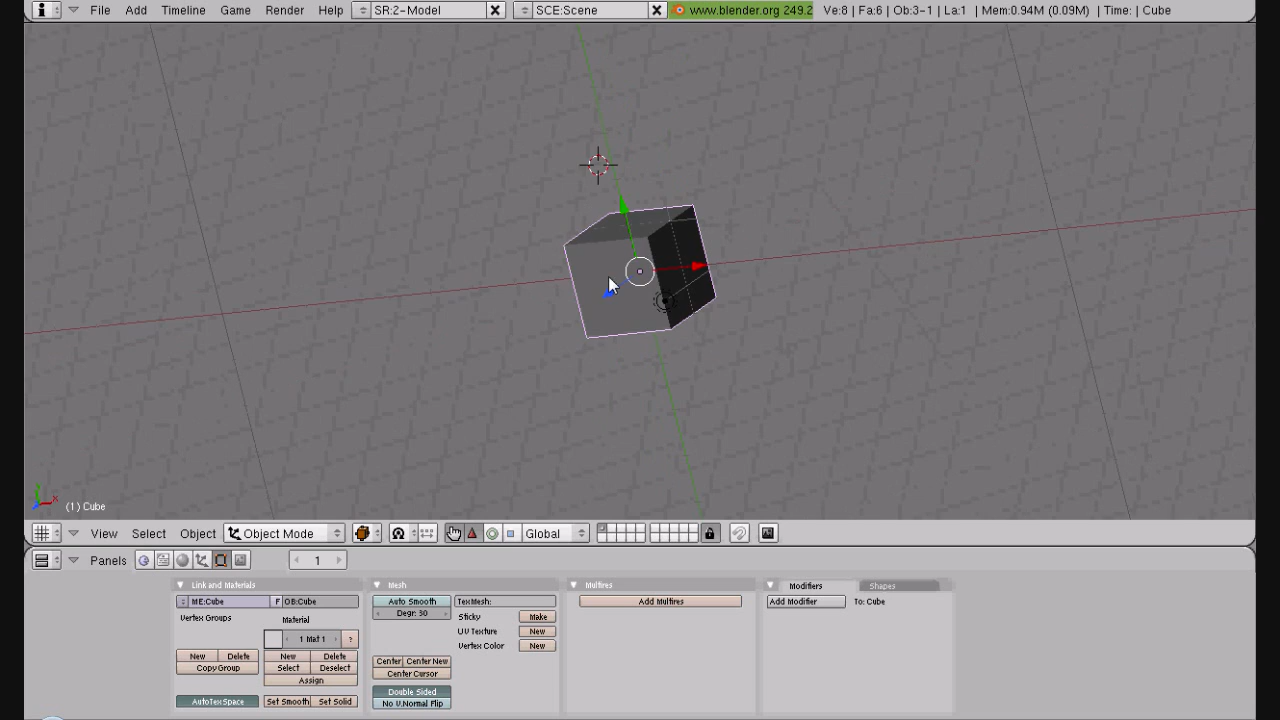 File Add Timeline Game Render Help SR:2-Model SCE:Scene www.blender.org 249.2 Ve:8 | Fa:6 | Ob:3-1 | La:1 | Mem:0.94M (0.09M) | Time: | Cube
(1) Cube
View Select Object Object Mode Global
Panels 1
Link and Materials Mesh Multires Modifiers Shapes
ME:Cube F OB:Cube Auto Smooth TexMesh: Add Multires Add Modifier To: Cube
Degr: 30
Vertex Groups Material Sticky Make
UV Texture New
1 Mat 1 ? Vertex Color New
New Delete New Delete Center Center New
Copy Group Select Deselect Center Cursor
Assign
Double Sided
AutoTexSpace Set Smooth Set Solid No V.Normal Flip